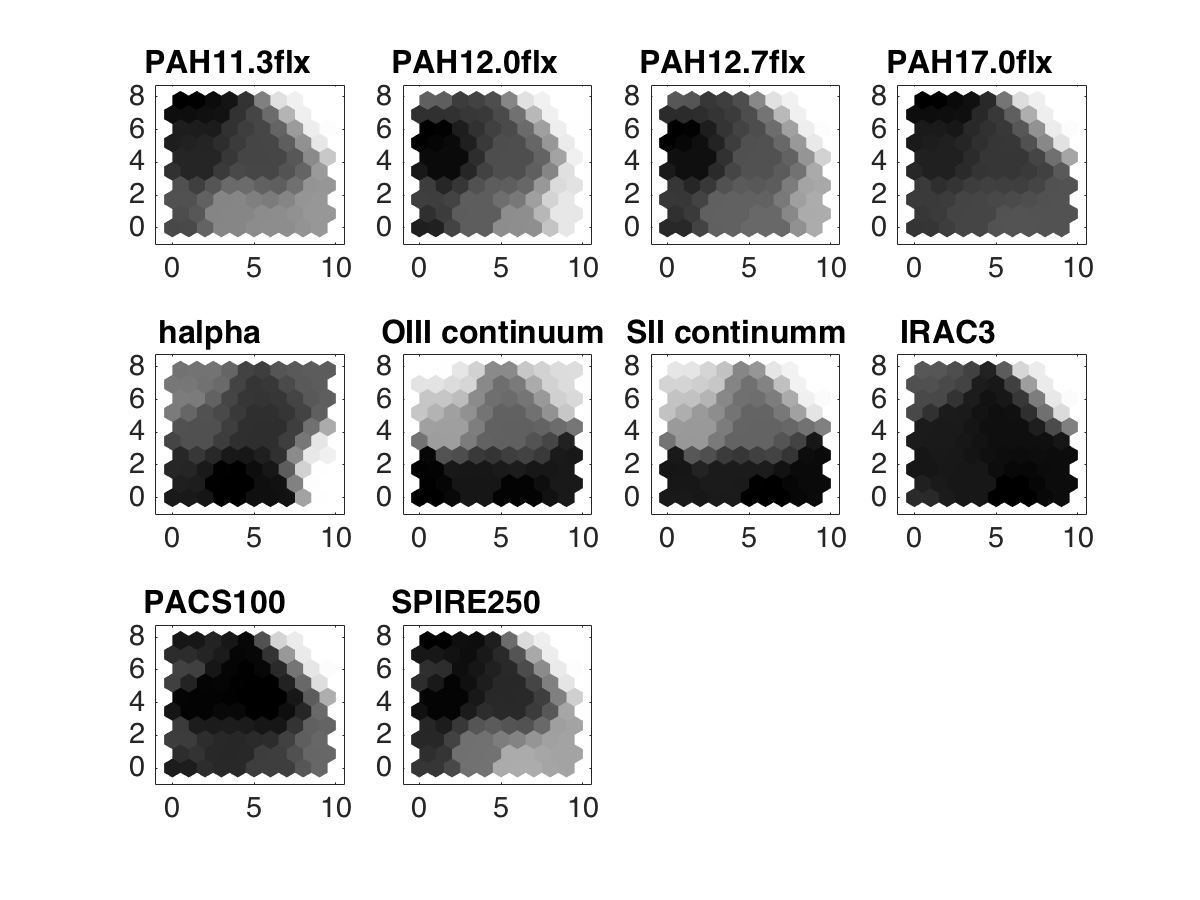 PAH11.3flx PAH12.0flx PAH12.7flx PAH17.0flx
8 8 8 8
6 6 6 6
4 4 4 4
2 2 2 2
0 0 0 0
0 5 10 0 5 10 0 5 10 0 5 10
halpha OIII continuum SII continumm IRAC3
8 8 8 8
6 6 6 6
4 4 4 4
2 2 2 2
0 0 0 0
0 5 10 0 5 10 0 5 10 0 5 10
PACS100 SPIRE250
8 8
6 6
4 4
2 2
0 0
0 5 10 0 5 10